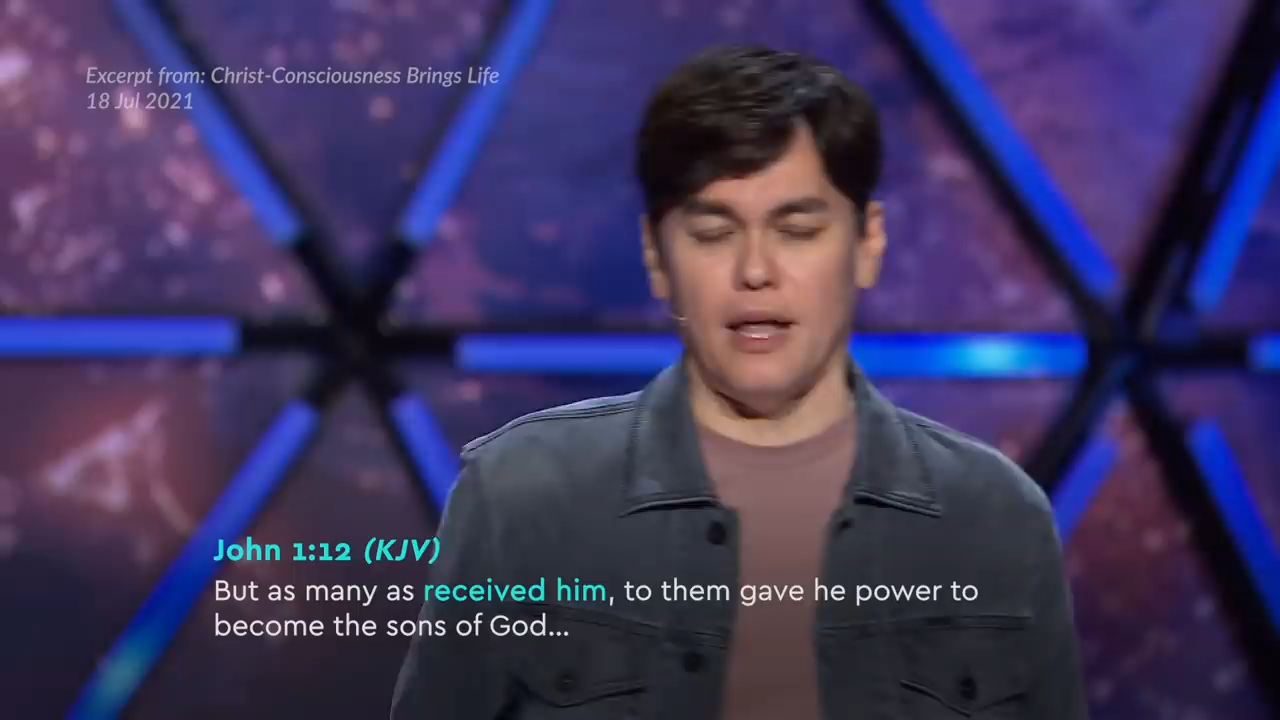 Excerpt from: Christ-Consciousness Brings Life
18 Jul 2021
John 1:12 (KJV)
But as many as received him, to them gave he power to
become the sons of God...